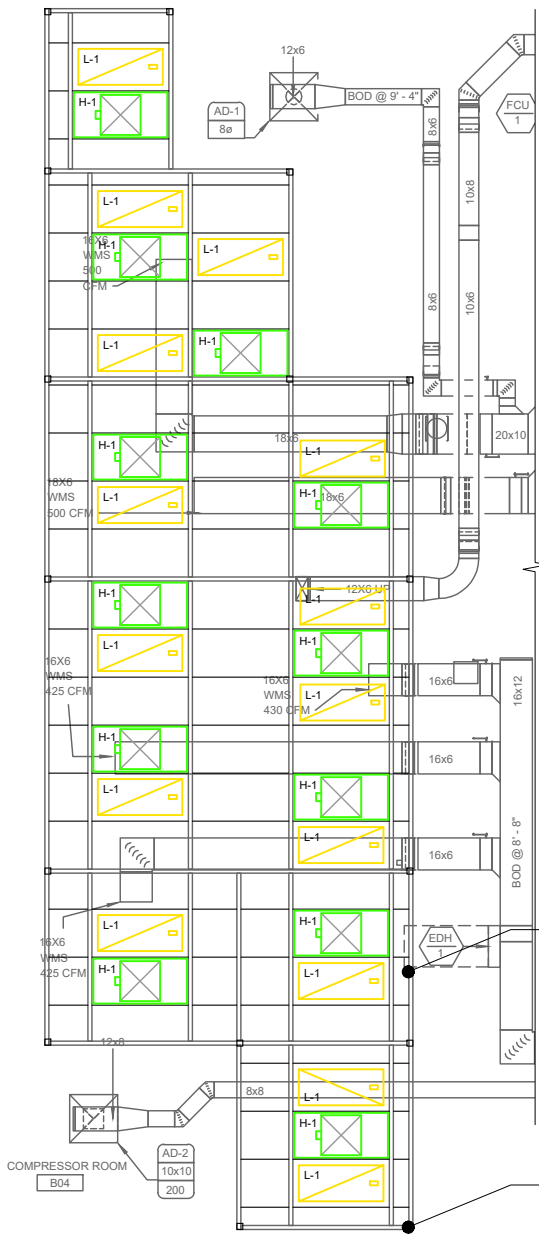 12x6
L-1
BOD @ 9' - 4"
H-1
AD-1
8ø
FCU
1
8x6
10x8
L-1
16X6
WMS
500
CFM
H-1
L-1
8x6
10x6
L-1
H-1
18x6
20x10
H-1
L-1
18X6
WMS
500 CFM
L-1
H-1
18x6
H-1
12X6 UP
L-1
L-1
H-1
16X6
WMS
425 CFM
16X6
WMS
430 CFM
L-1
16x6
16x12
H-1
16x6
L-1
H-1
L-1
16x6
BOD @ 8' - 8"
L-1
H-1
EDH
1
16X6
WMS
425 CFM
H-1
L-1
12x8
8x8
L-1
H-1
COMPRESSOR ROOM
B04
AD-2
10x10
200
L-1